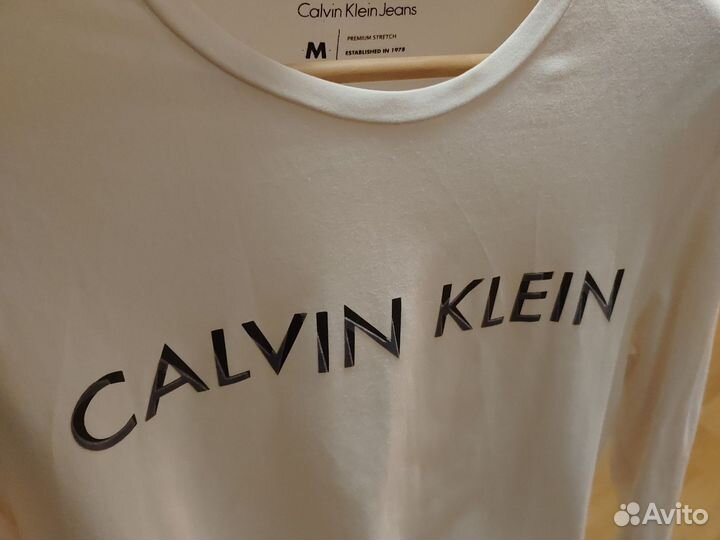 Calvin Klein Jeans
M
PREMIUM STRETCH
ESTABLISHED IN 1978
CALVIN KLEIN
Avito